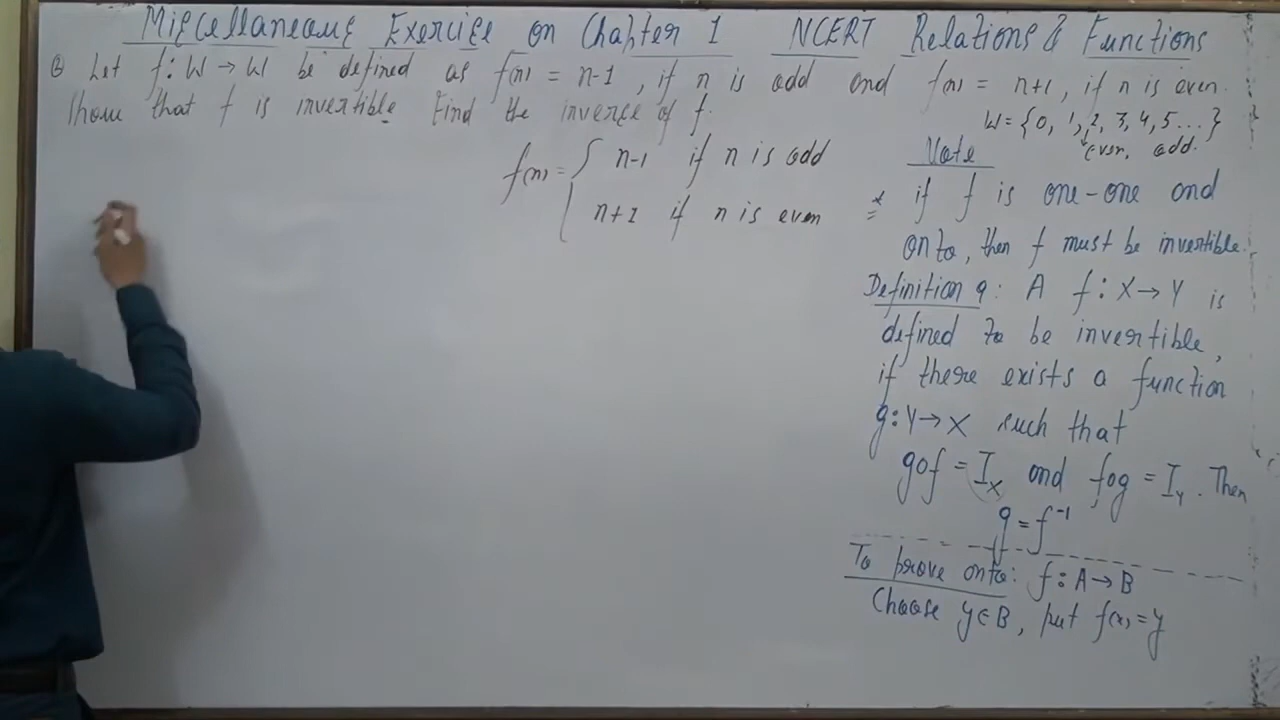 Miscellaneous Exercise on Chapter 1 NCERT Relations & Functions
Let f: W → W be defined as f(n) = n-1, if n is odd and f(n) = n+1, if n is even.
Show that f is invertible. Find the inverse of f.
W = {0, 1, 2, 3, 4, 5...}
even, odd.
f(n) = { n-1 if n is odd
n+1 if n is even
Note
* if f is one-one and
onto, then f must be invertible.
Definition 9: A f: X → Y is
defined to be invertible,
if there exists a function
g: Y → X such that
gof = I_X and fog = I_Y. Then
g = f⁻¹
To prove onto: f: A → B
Choose y ∈ B, put f(x) = y